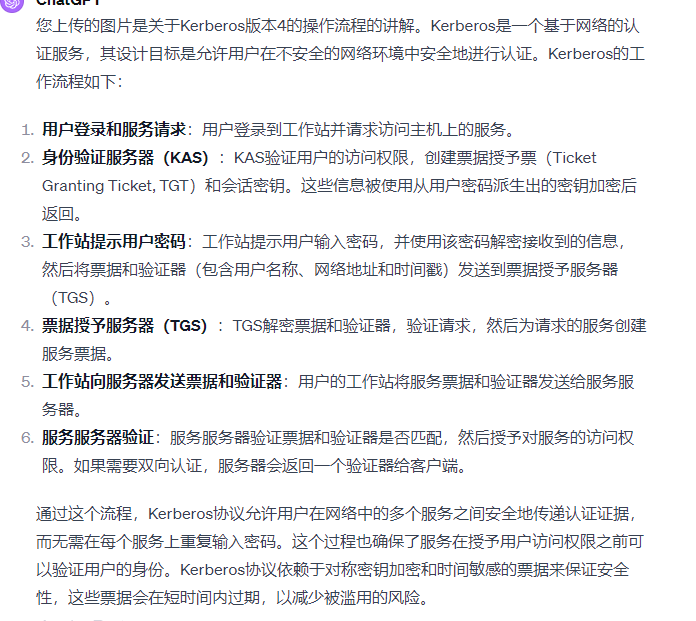 ChatGPT
您上传的图片是关于Kerberos版本4的操作流程的讲解。Kerberos是一个基于网络的认
证服务，其设计目标是允许用户在不安全的网络环境中安全地进行认证。Kerberos的工
作流程如下：
1. 用户登录和服务请求：用户登录到工作站并请求访问主机上的服务。
2. 身份验证服务器（KAS）：KAS验证用户的访问权限，创建票据授予票（Ticket
Granting Ticket, TGT）和会话密钥。这些信息被使用从用户密码派生出的密钥加密后
返回。
3. 工作站提示用户密码：工作站提示用户输入密码，并使用该密码解密接收到的信息，
然后将票据和验证器（包含用户名称、网络地址和时间戳）发送到票据授予服务器
（TGS）。
4. 票据授予服务器（TGS）：TGS解密票据和验证器，验证请求，然后为请求的服务创建
服务票据。
5. 工作站向服务器发送票据和验证器：用户的工作站将服务票据和验证器发送给服务服
务器。
6. 服务服务器验证：服务服务器验证票据和验证器是否匹配，然后授予对服务的访问权
限。如果需要双向认证，服务器会返回一个验证器给客户端。
通过这个流程，Kerberos协议允许用户在网络中的多个服务之间安全地传递认证证据，
而无需在每个服务上重复输入密码。这个过程也确保了服务在授予用户访问权限之前可
以验证用户的身份。Kerberos协议依赖于对称密钥加密和时间敏感的票据来保证安全
性，这些票据会在短时间内过期，以减少被滥用的风险。